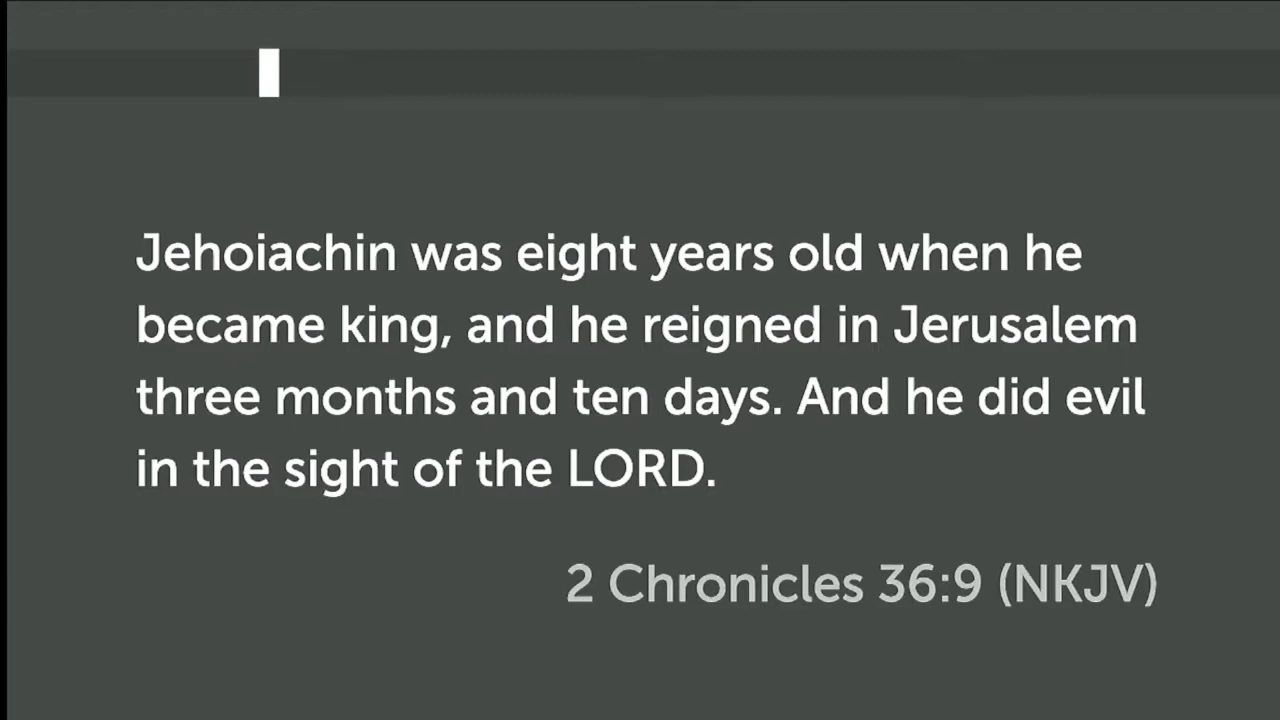 Jehoiachin was eight years old when he
became king, and he reigned in Jerusalem
three months and ten days. And he did evil
in the sight of the LORD.
2 Chronicles 36:9 (NKJV)